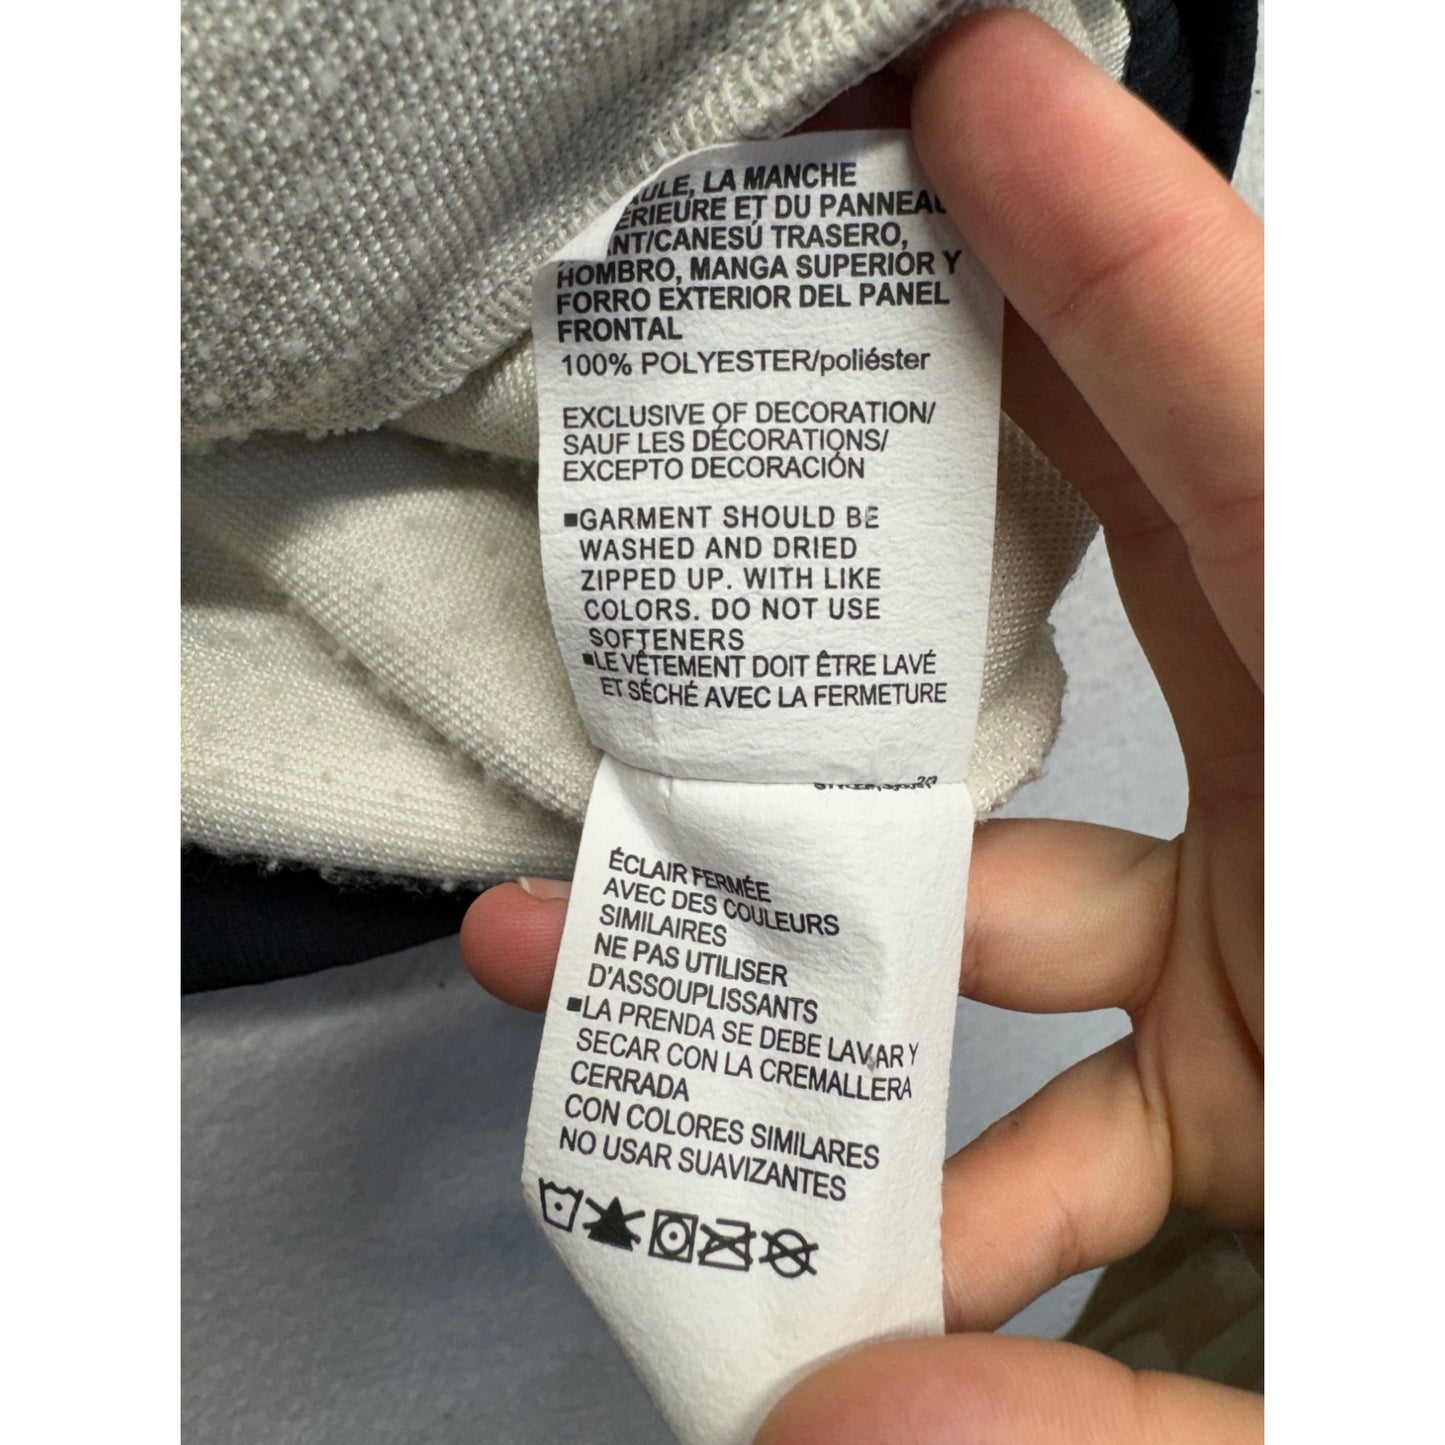 LA MANCHE
ET DU PANNEAU
TRASERO,
HOMBRO, MANGA SUPERIOR Y
FORRO EXTERIOR DEL PANEL
FRONTAL
100% POLYESTER/poliéster
EXCLUSIVE OF DECORATION/
SAUF LES DÉCORATIONS/
EXCEPTO DECORACIÓN
■GARMENT SHOULD BE
WASHED AND DRIED
ZIPPED UP. WITH LIKE
COLORS. DO NOT USE
SOFTENERS
■LE VÊTEMENT DOIT ÊTRE LAVÉ
ET SÉCHÉ AVEC LA FERMETURE
2/3
ÉCLAIR FERMÉE
AVEC DES COULEURS
SIMILAIRES
NE PAS UTILISER
D'ASSOUPLISSANTS
■LA PRENDA SE DEBE LAVAR Y
SECAR CON LA CREMALLERA
CERRADA
CON COLORES SIMILARES
NO USAR SUAVIZANTES